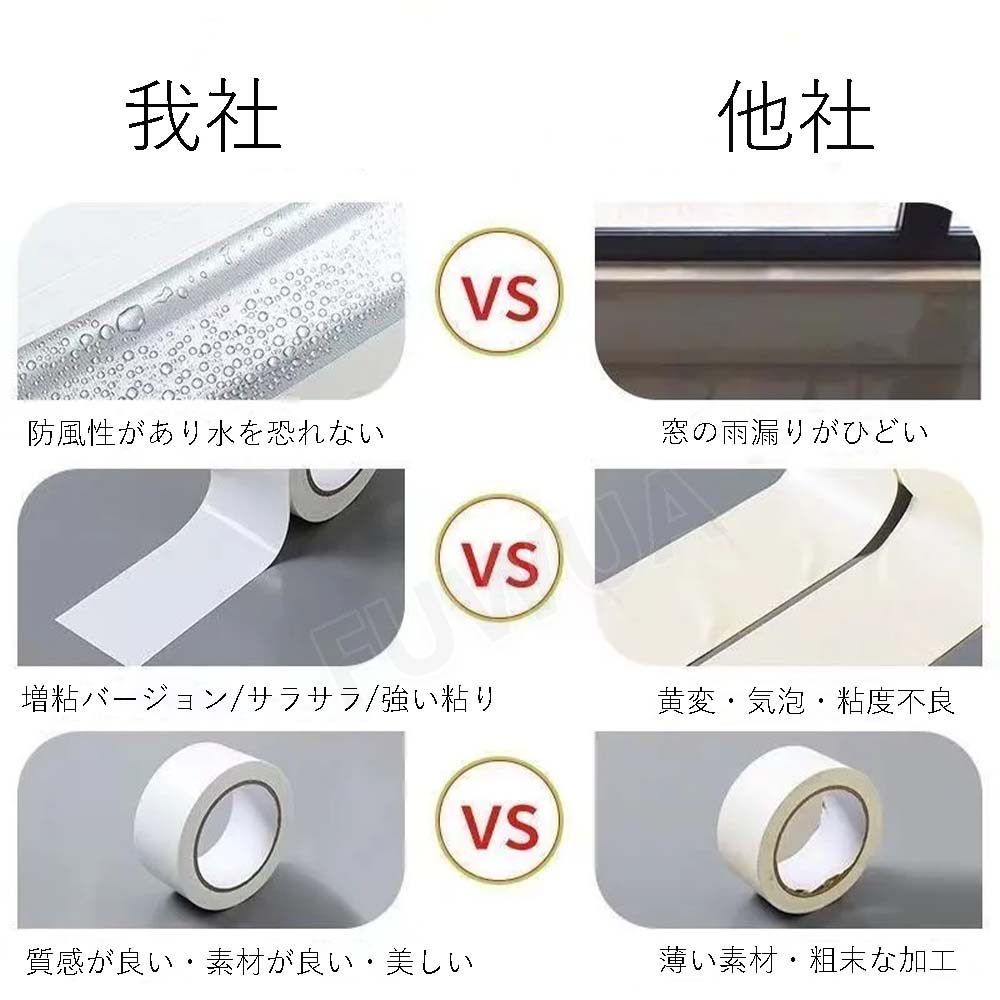 我社
他社
VS
防風性があり水を恐れない
窓の雨漏りがひどい
VS
FUWUA
増粘バージョン/サラサラ/強い粘り
黄変・気泡・粘度不良
VS
質感が良い・素材が良い・美しい
薄い素材・粗末な加工